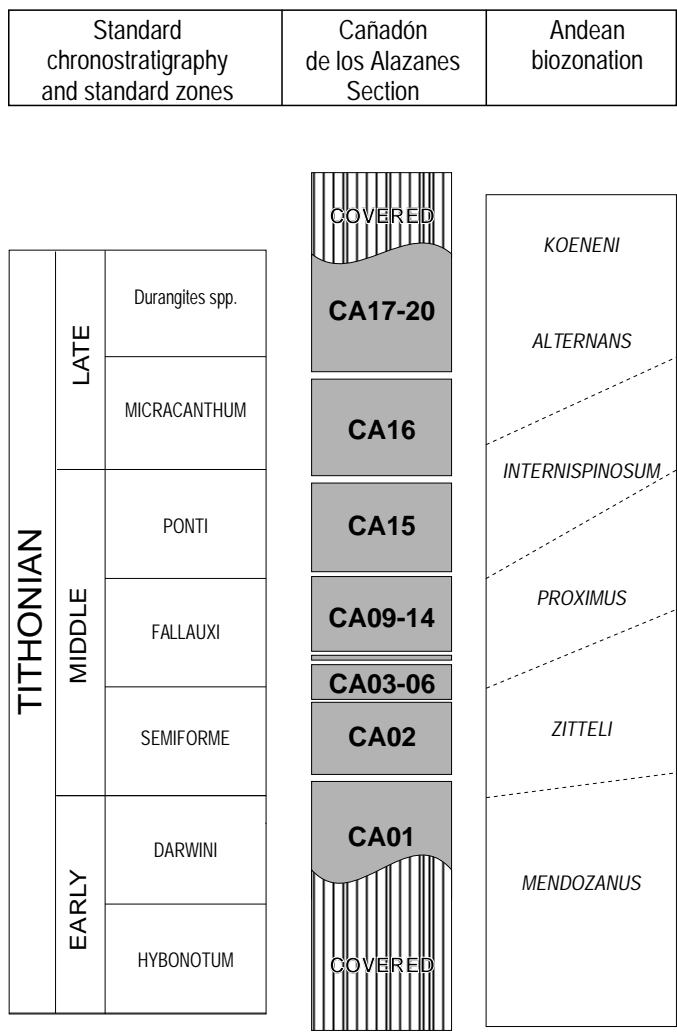 Standard
chronostratigraphy
and standard zones
Cañadón
de los Alazanes
Section
Andean
biozonation
TITHONIAN
LATE
MIDDLE
EARLY
Durangites spp.
MICRACANTHUM
PONTI
FALLAUXI
SEMIFORME
DARWINI
HYBONOTUM
COVERED
CA17-20
CA16
CA15
CA09-14
CA03-06
CA02
CA01
COVERED
KOENENI
ALTERNANS
INTERNISPINOSUM
PROXIMUS
ZITTELI
MENDOZANUS